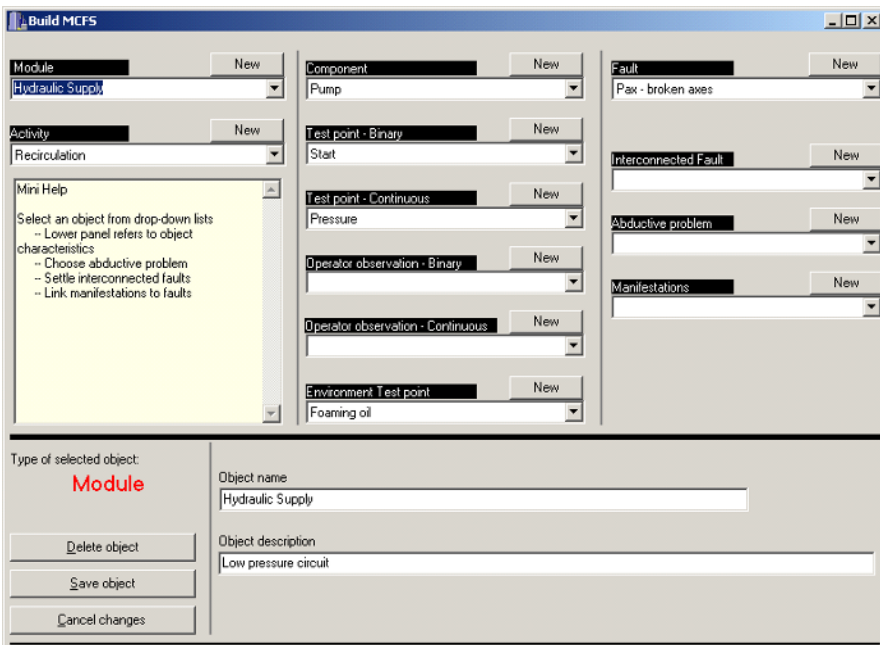 Build MCFS
Module
New
Hydraulic Supply
Activity
New
Recirculation
Mini Help
Select an object from drop-down lists
-- Lower panel refers to object
characteristics
-- Choose abductive problem
-- Settle interconnected faults
-- Link manifestations to faults
Component
New
Pump
Test point - Binary
New
Start
Test point - Continuous
New
Pressure
Operator observation - Binary
New
Operator observation - Continuous
New
Environment Test point
New
Foaming oil
Fault
New
Pax - broken axes
Interconnected Fault
New
Abductive problem
New
Manifestations
New
Type of selected object:
Module
Delete object
Save object
Cancel changes
Object name
Hydraulic Supply
Object description
Low pressure circuit